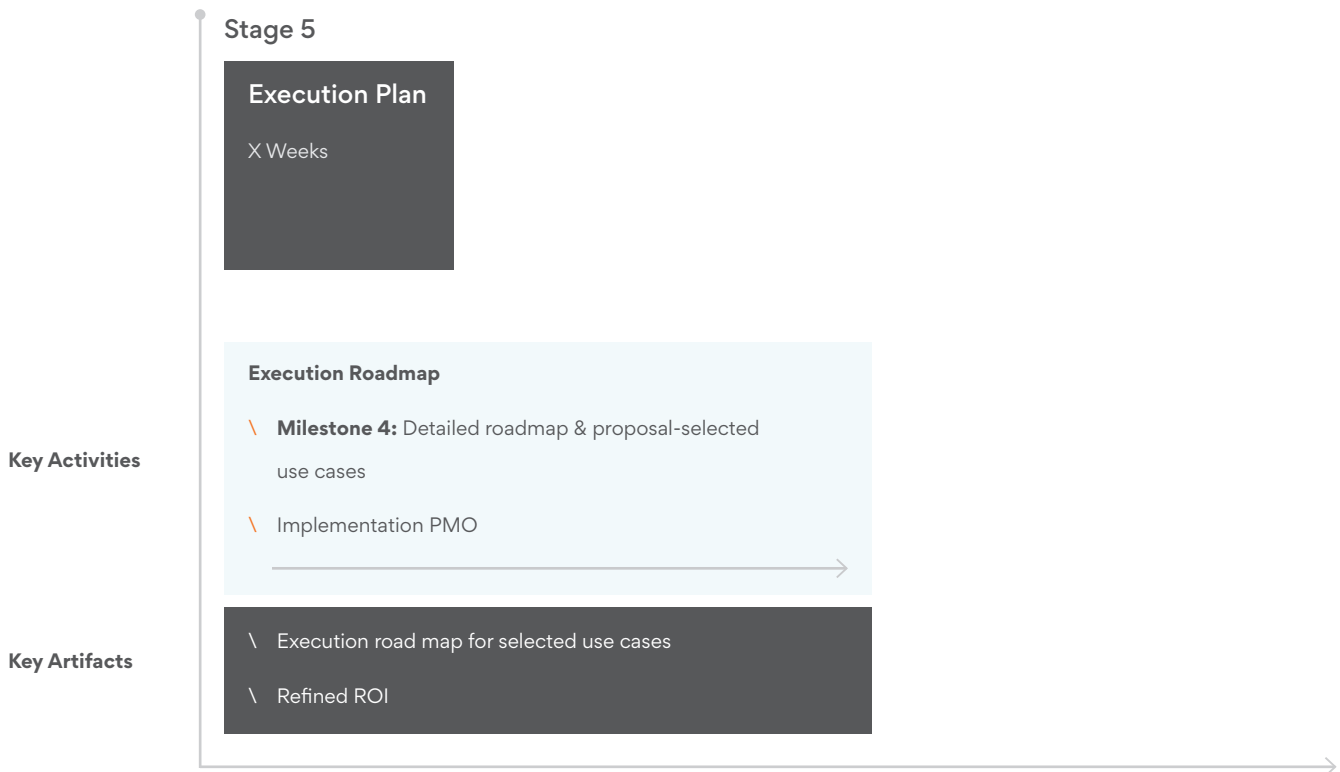 Stage 5
Execution Plan
X Weeks
Execution Roadmap
\ Milestone 4: Detailed roadmap & proposal-selected
use cases
Key Activities
\ Implementation PMO
\ Execution road map for selected use cases
Key Artifacts
\ Refined ROI